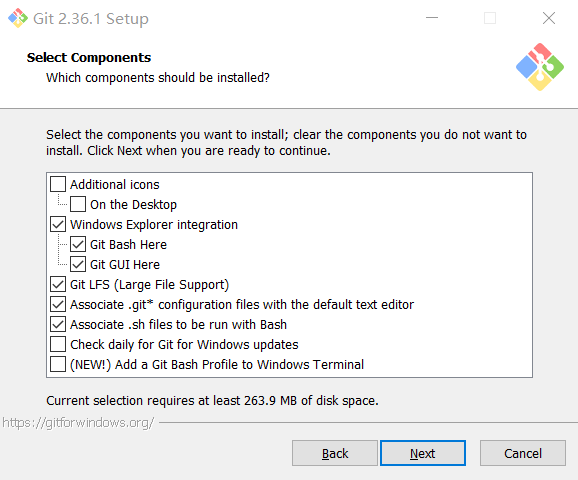 Git 2.36.1 Setup
Select Components
Which components should be installed?
Select the components you want to install; clear the components you do not want to
install. Click Next when you are ready to continue.
Additional icons
On the Desktop
Windows Explorer integration
Git Bash Here
Git GUI Here
Git LFS (Large File Support)
Associate .git* configuration files with the default text editor
Associate .sh files to be run with Bash
Check daily for Git for Windows updates
(NEW!) Add a Git Bash Profile to Windows Terminal
Current selection requires at least 263.9 MB of disk space.
https://gitforwindows.org/
Back
Next
Cancel